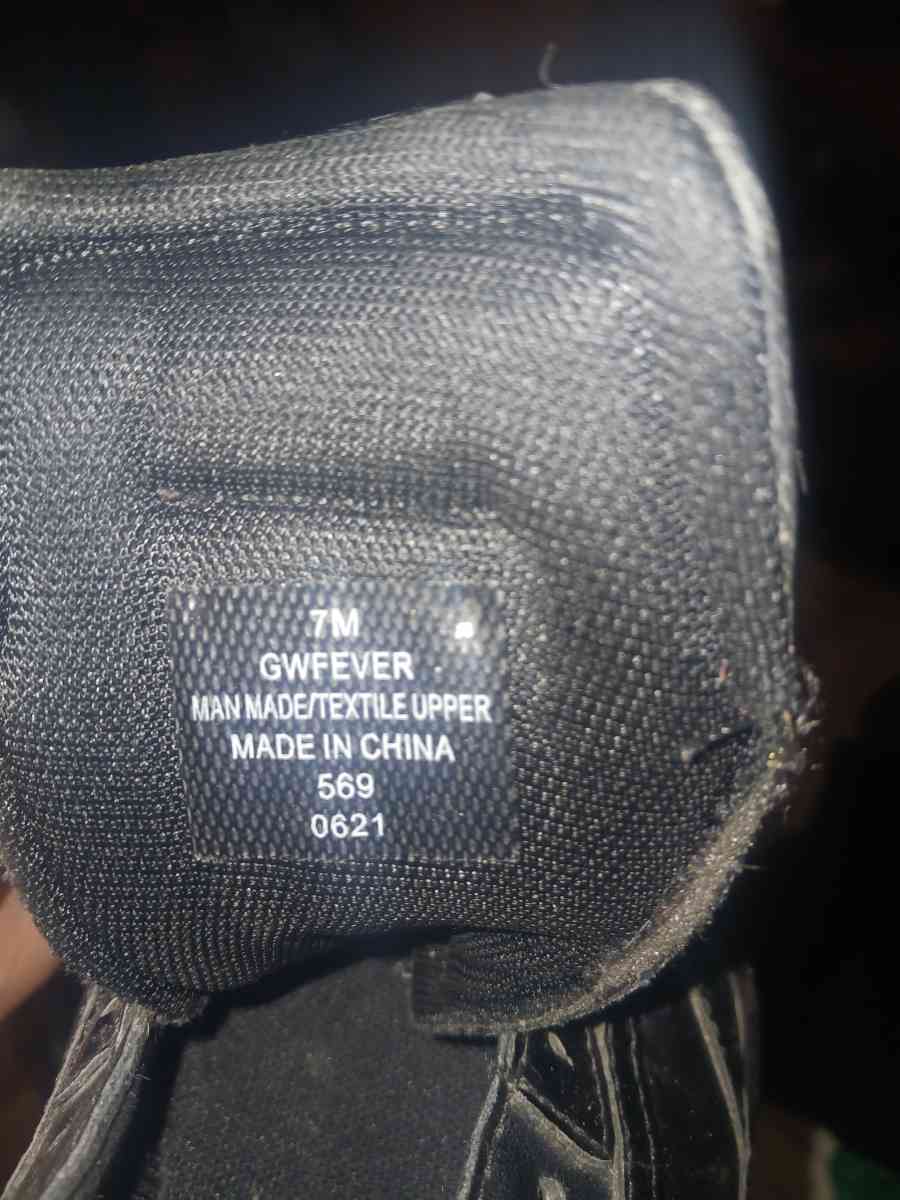 7M
GWFEVER
MAN MADE/TEXTILE UPPER
MADE IN CHINA
569
0621